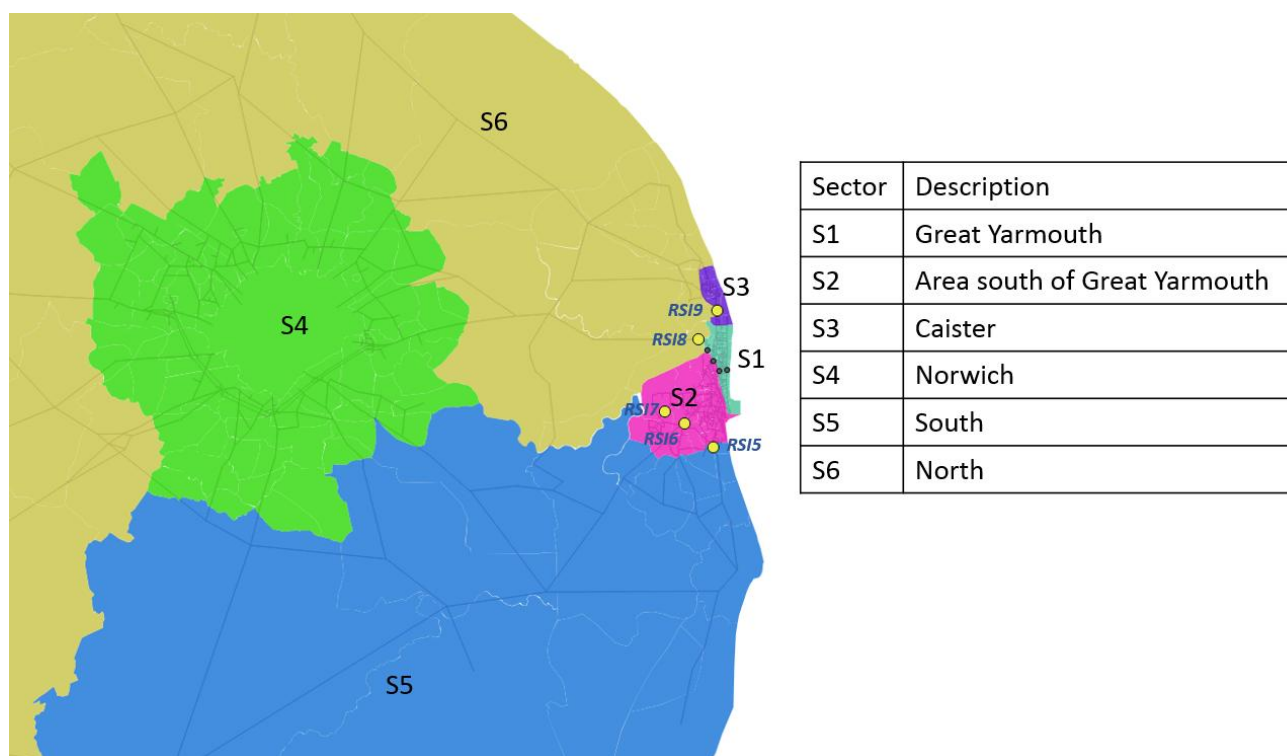 S6
S3
RSI9
S4
RSI8
S1
S2
RSI7
RSI6
RSI5
S5
Sector Description
S1 Great Yarmouth
S2 Area south of Great Yarmouth
S3 Caister
S4 Norwich
S5 South
S6 North